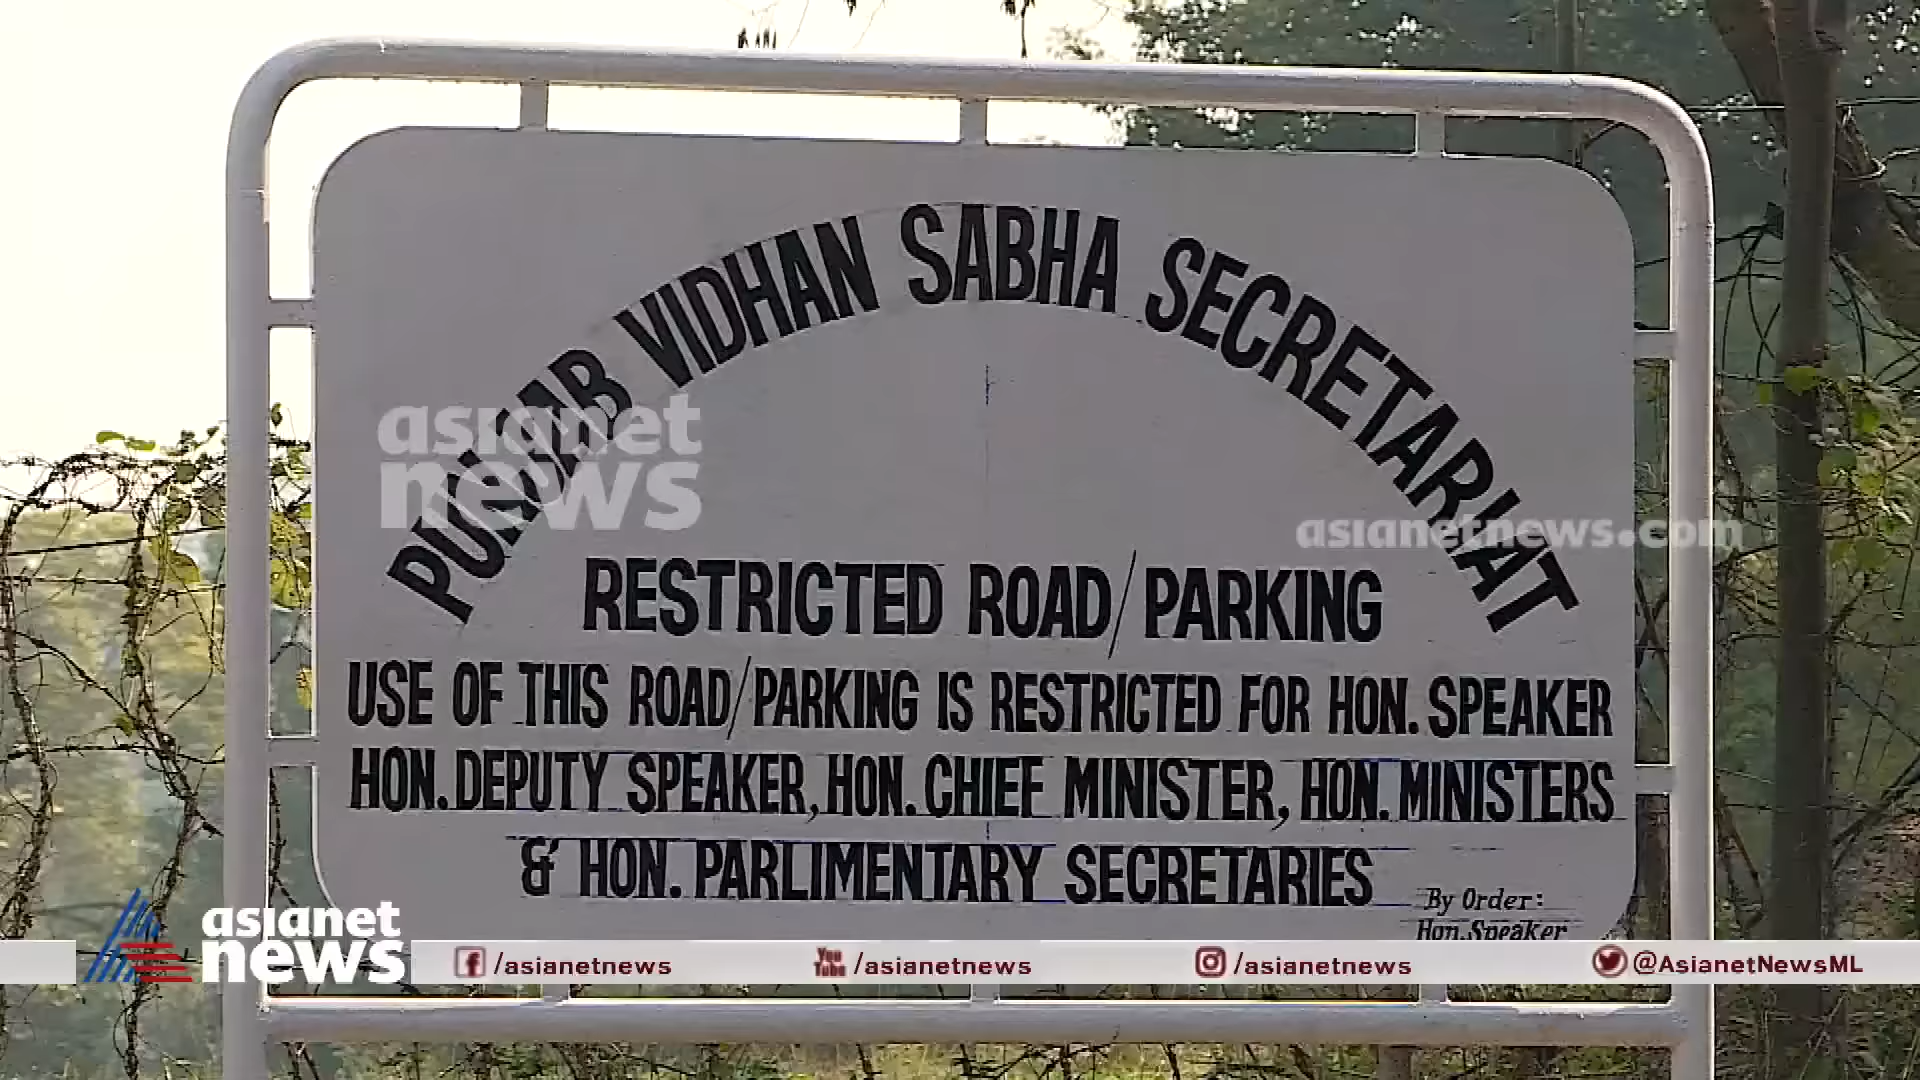 PUNJAB VIDHAN SABHA SECRETARIAT
asianet
news
asianetnews.com
RESTRICTED ROAD/PARKING
USE OF THIS ROAD/PARKING IS RESTRICTED FOR HON. SPEAKER
HON. DEPUTY SPEAKER, HON. CHIEF MINISTER, HON. MINISTERS
& HON. PARLIMENTARY SECRETARIES
By Order:
Hon. Speaker
asianet
news
/asianetnews
You
Tube
/asianetnews
/asianetnews
@AsianetNewsML